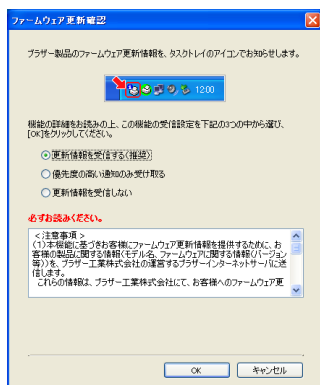 ファームウェア更新確認
ブラザー製品のファームウェア更新情報を、タスクトレイのアイコンでお知らせします。
12:00
機能の詳細をお読みの上、この機能の受信設定を下記の3つの中から選び、
[OK]をクリックしてください。
更新情報を受信する(推奨)
優先度の高い通知のみ受け取る
更新情報を受信しない
必ずお読みください。
＜注意事項＞
(1)本機能に基づきお客様にファームウェア更新情報を提供するために、お
客様の製品に関する情報(モデル名、ファームウェアに関する情報(バージョン
等))を、ブラザー工業株式会社の運営するブラザーインターネットサーバに送
信します。
これらの情報は、ブラザー工業株式会社にて、お客様へのファームウェア更
OK
キャンセル